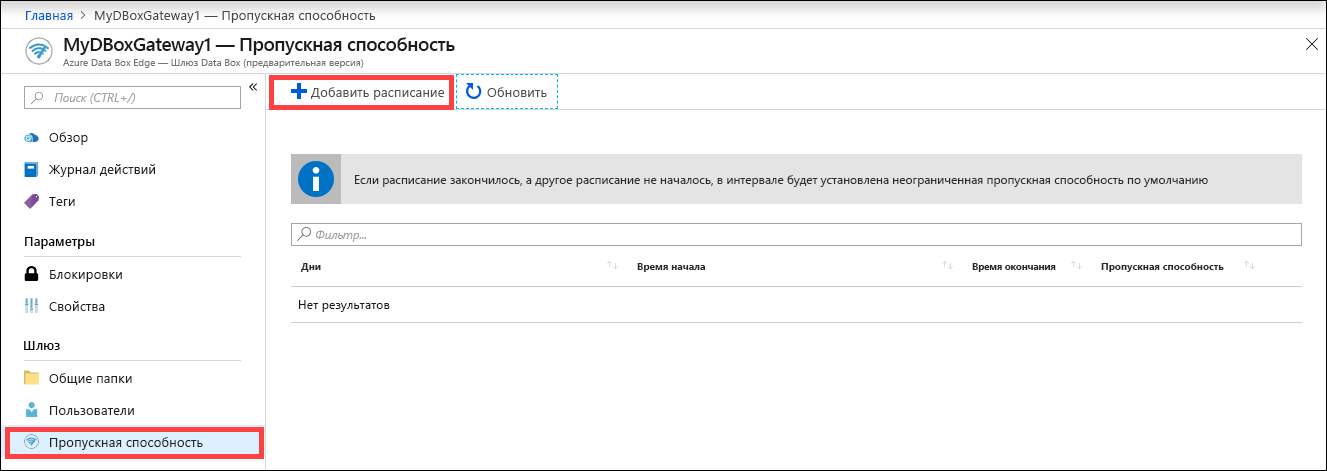 Главная > MyDBoxGateway1 — Пропускная способность
MyDBoxGateway1 — Пропускная способность
Azure Data Box Edge — Шлюз Data Box (предварительная версия)
Поиск (CTRL+/)
«
Обзор
Журнал действий
Теги
Параметры
Блокировки
Свойства
Шлюз
Общие папки
Пользователи
Пропускная способность
Добавить расписание Обновить
Если расписание закончилось, а другое расписание не началось, в интервале будет установлена неограниченная пропускная способность по умолчанию
Фильтр...
Дни Время начала Время окончания Пропускная способность
Нет результатов